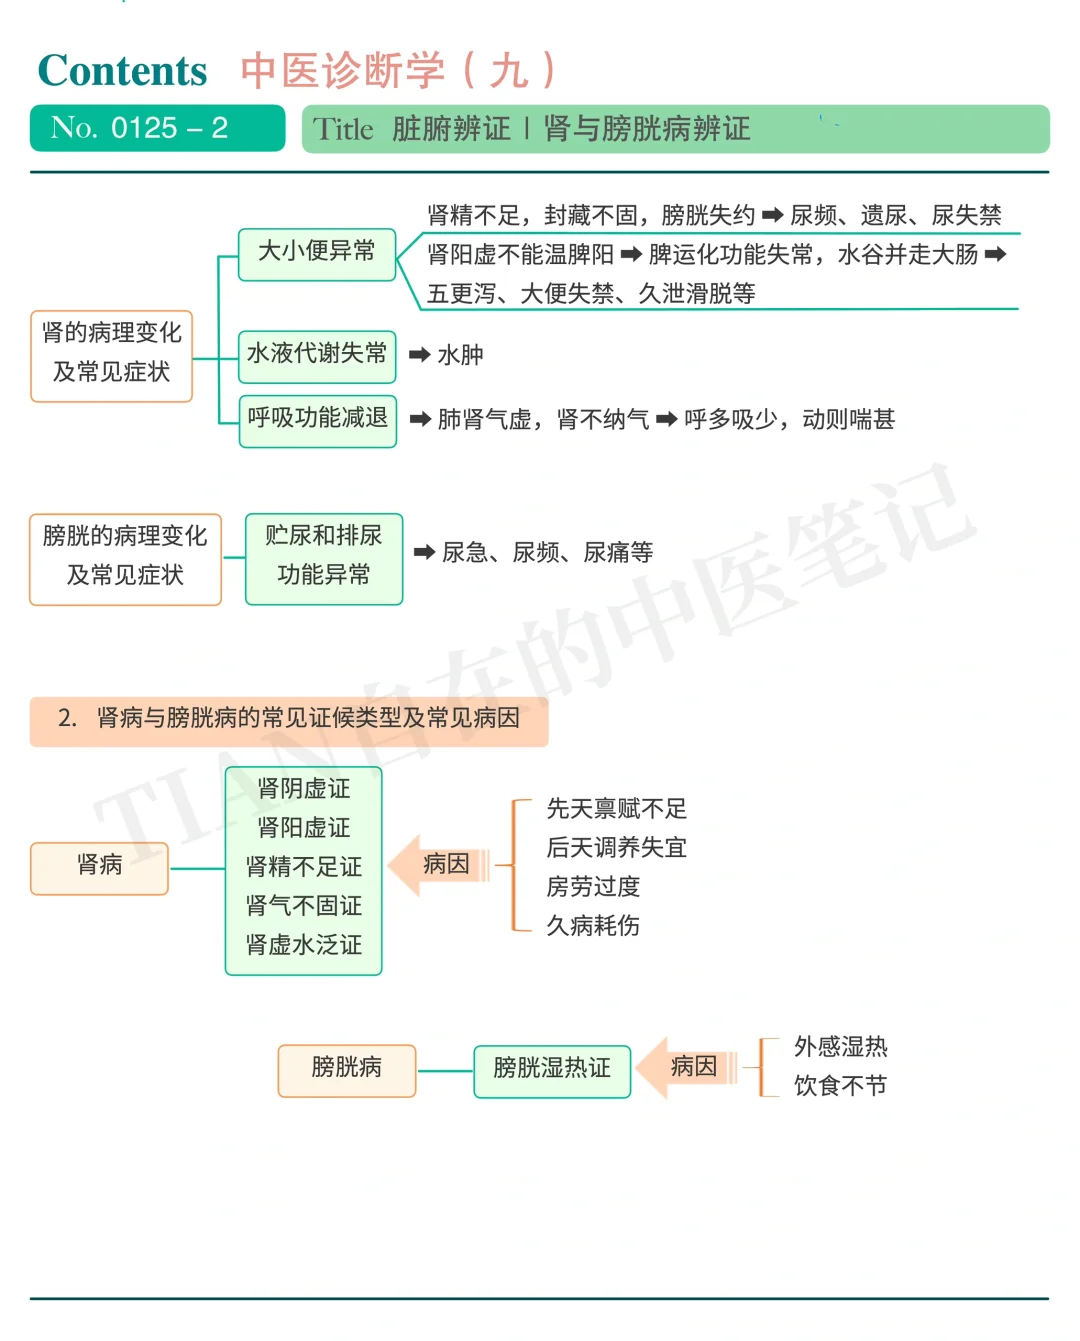 Contents 中医诊断学（九）
No. 0125 – 2
Title 脏腑辨证 | 肾与膀胱病辨证
肾的病理变化
及常见症状
大小便异常
肾精不足，封藏不固，膀胱失约 ➡ 尿频、遗尿、尿失禁
肾阳虚不能温脾阳 ➡ 脾运化功能失常，水谷并走大肠 ➡
五更泻、大便失禁、久泄滑脱等
水液代谢失常 ➡ 水肿
呼吸功能减退 ➡ 肺肾气虚，肾不纳气 ➡ 呼多吸少，动则喘甚
膀胱的病理变化
及常见症状
贮尿和排尿
功能异常
➡ 尿急、尿频、尿痛等
2. 肾病与膀胱病的常见证候类型及常见病因
肾病
肾阴虚证
肾阳虚证
肾精不足证
肾气不固证
肾虚水泛证
病因
先天禀赋不足
后天调养失宜
房劳过度
久病耗伤
膀胱病
膀胱湿热证
病因
外感湿热
饮食不节
TIAN自在的中医笔记